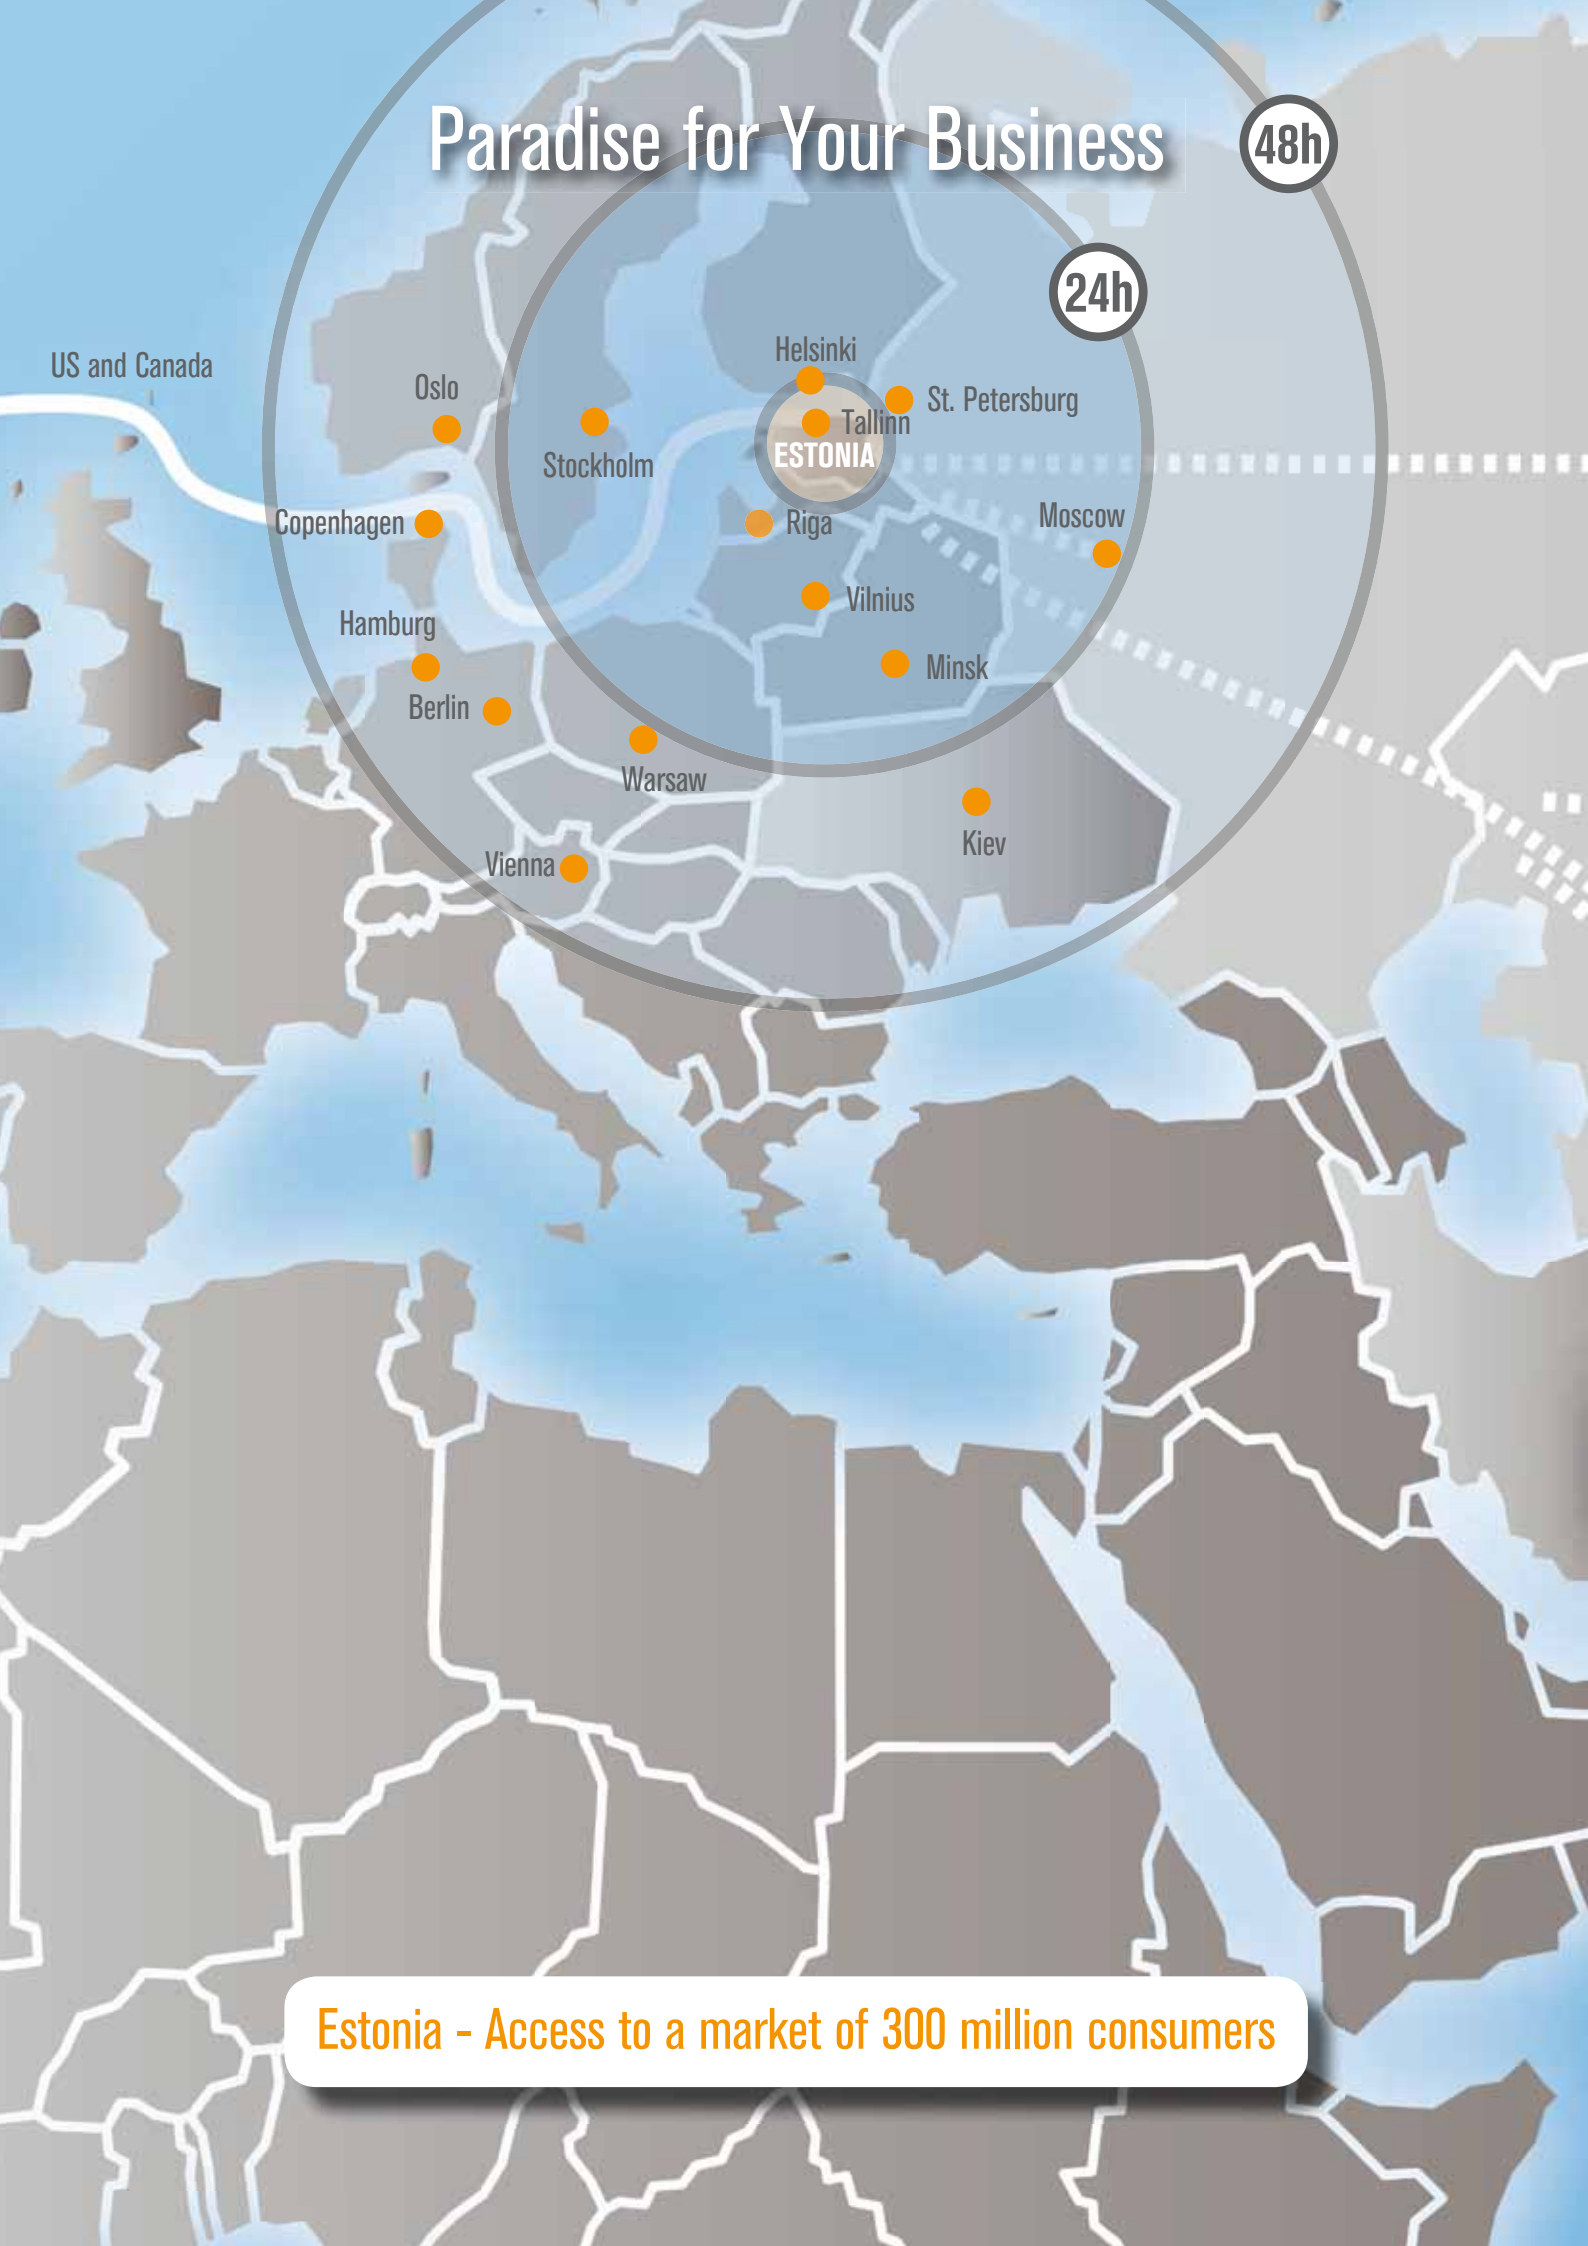 Paradise for Your Business
48h
24h
US and Canada
Helsinki
Oslo
St. Petersburg
Tallinn
ESTONIA
Stockholm
Moscow
Copenhagen
Riga
Vilnius
Hamburg
Minsk
Berlin
Warsaw
Kiev
Vienna
Estonia - Access to a market of 300 million consumers